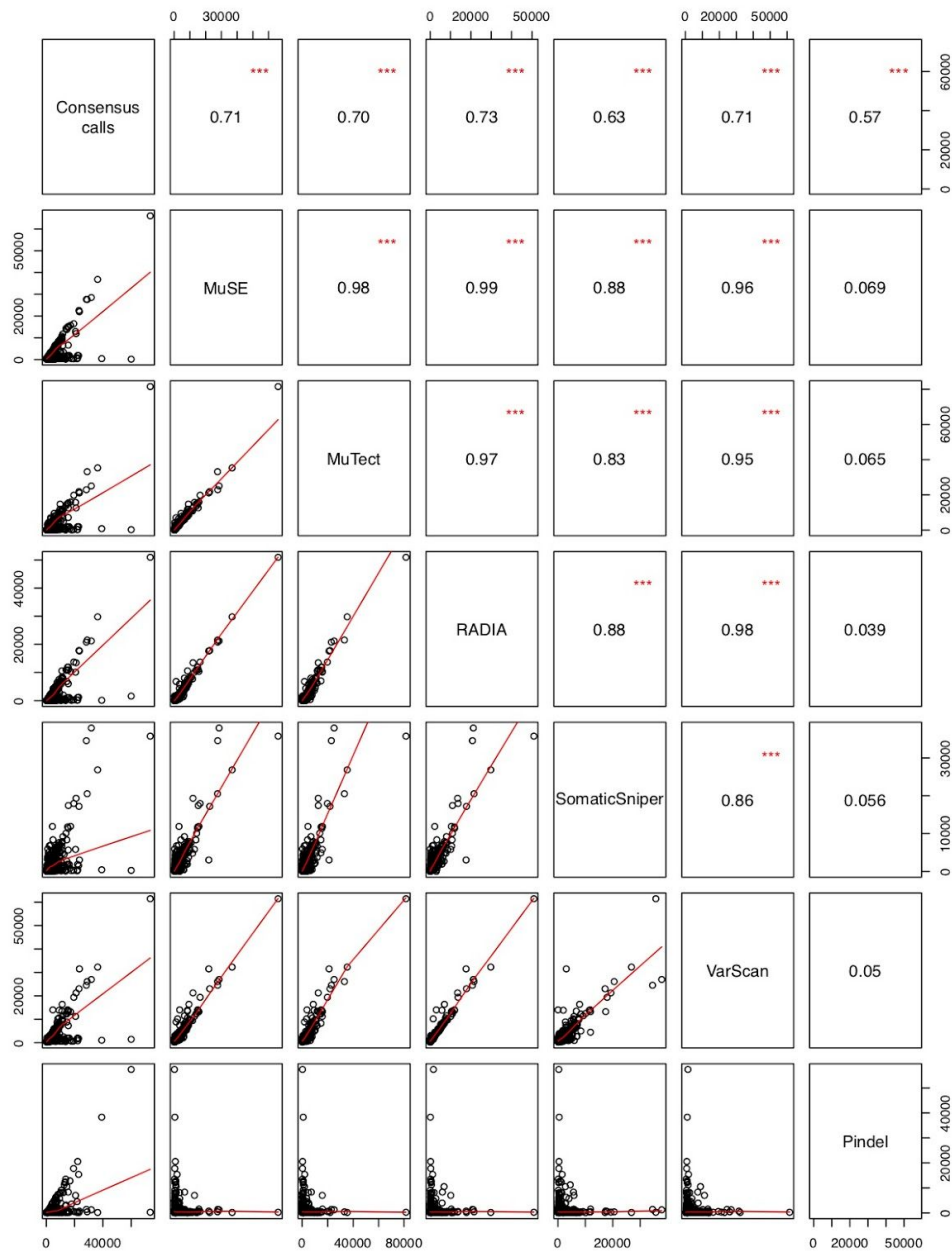 0 30000 0 20000 50000 0 20000 50000
*** *** *** *** *** ***
Consensus
calls
0.71 0.70 0.73 0.63 0.71 0.57
0 20000 60000
*** *** *** ***
MuSE 0.98 0.99 0.88 0.96 0.069
0 20000 50000
*** *** ***
MuTect 0.97 0.83 0.95 0.065
0 20000 60000
*** ***
RADIA 0.88 0.98 0.039
0 200000 400000
***
SomaticSniper 0.86 0.056
0 10000 30000
VarScan 0.05
0 20000 500000
Pindel
0 20000 40000
0 40000 0 20000 50000 0 40000 80000 0 20000 0 20000 50000